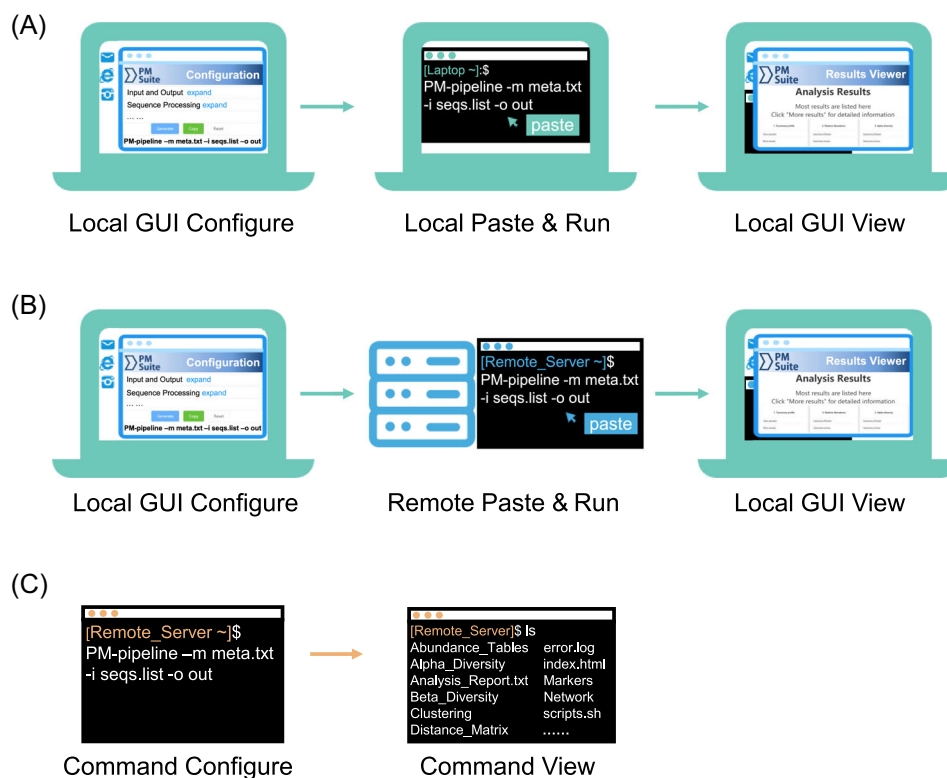 (A)
PM
Suite
Configuration
Input and Output expand
Sequence Processing expand
... ...
Generate Copy Reset
PM-pipeline –m meta.txt –i seqs.list –o out
[Laptop ~]:$
PM-pipeline -m meta.txt
-i seqs.list -o out
paste
PM
Suite
Results Viewer
Analysis Results
Most results are listed here
Click "More results" for detailed information
Local GUI Configure
Local Paste & Run
Local GUI View
(B)
PM
Suite
Configuration
Input and Output expand
Sequence Processing expand
... ...
Generate Copy Reset
PM-pipeline –m meta.txt –i seqs.list –o out
[Remote_Server ~]$
PM-pipeline -m meta.txt
-i seqs.list -o out
paste
PM
Suite
Results Viewer
Analysis Results
Most results are listed here
Click "More results" for detailed information
Local GUI Configure
Remote Paste & Run
Local GUI View
(C)
[Remote_Server ~]$
PM-pipeline –m meta.txt
-i seqs.list -o out
[Remote_Server]$ ls
Abundance_Tables error.log
Alpha_Diversity index.html
Analysis_Report.txt Markers
Beta_Diversity Network
Clustering scripts.sh
Distance_Matrix ......
Command Configure
Command View